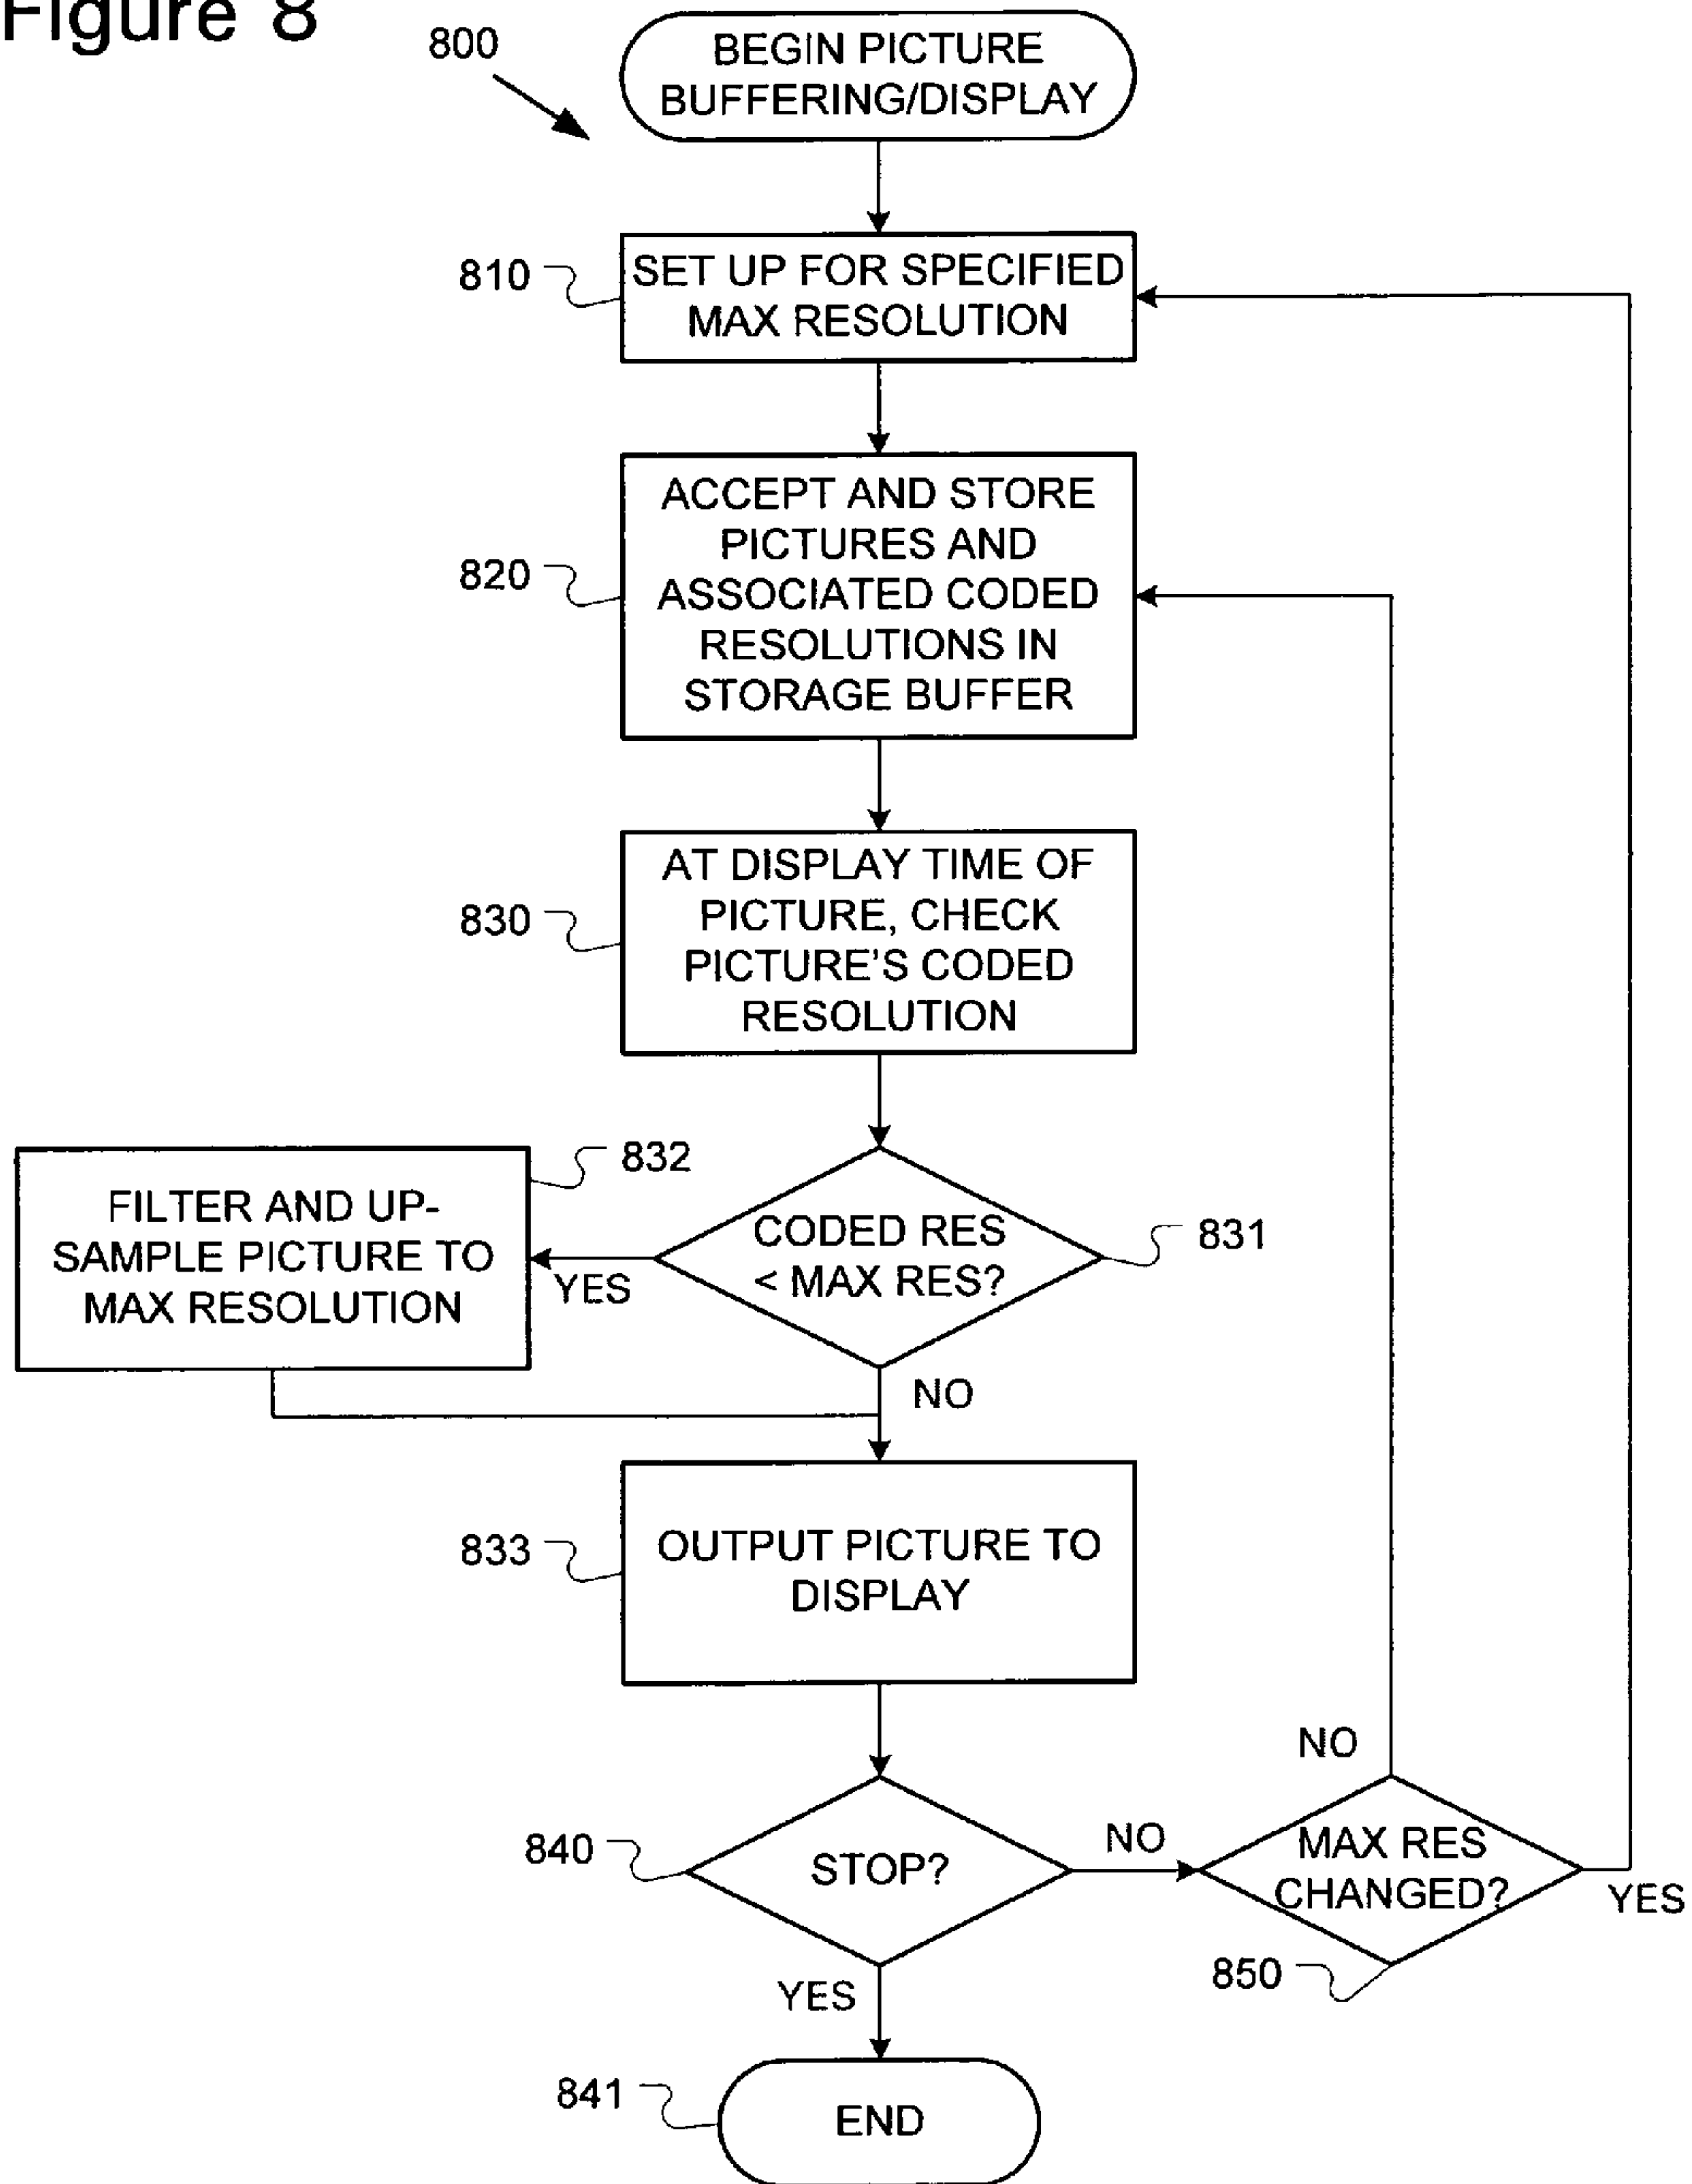 Figure 8
800
BEGIN PICTURE
BUFFERING/DISPLAY
810
SET UP FOR SPECIFIED
MAX RESOLUTION
820
ACCEPT AND STORE
PICTURES AND
ASSOCIATED CODED
RESOLUTIONS IN
STORAGE BUFFER
830
AT DISPLAY TIME OF
PICTURE, CHECK
PICTURE'S CODED
RESOLUTION
832
FILTER AND UP-
SAMPLE PICTURE TO
MAX RESOLUTION
YES
CODED RES
< MAX RES?
831
NO
833
OUTPUT PICTURE TO
DISPLAY
840
STOP?
NO
NO
MAX RES
CHANGED?
YES
850
YES
841
END